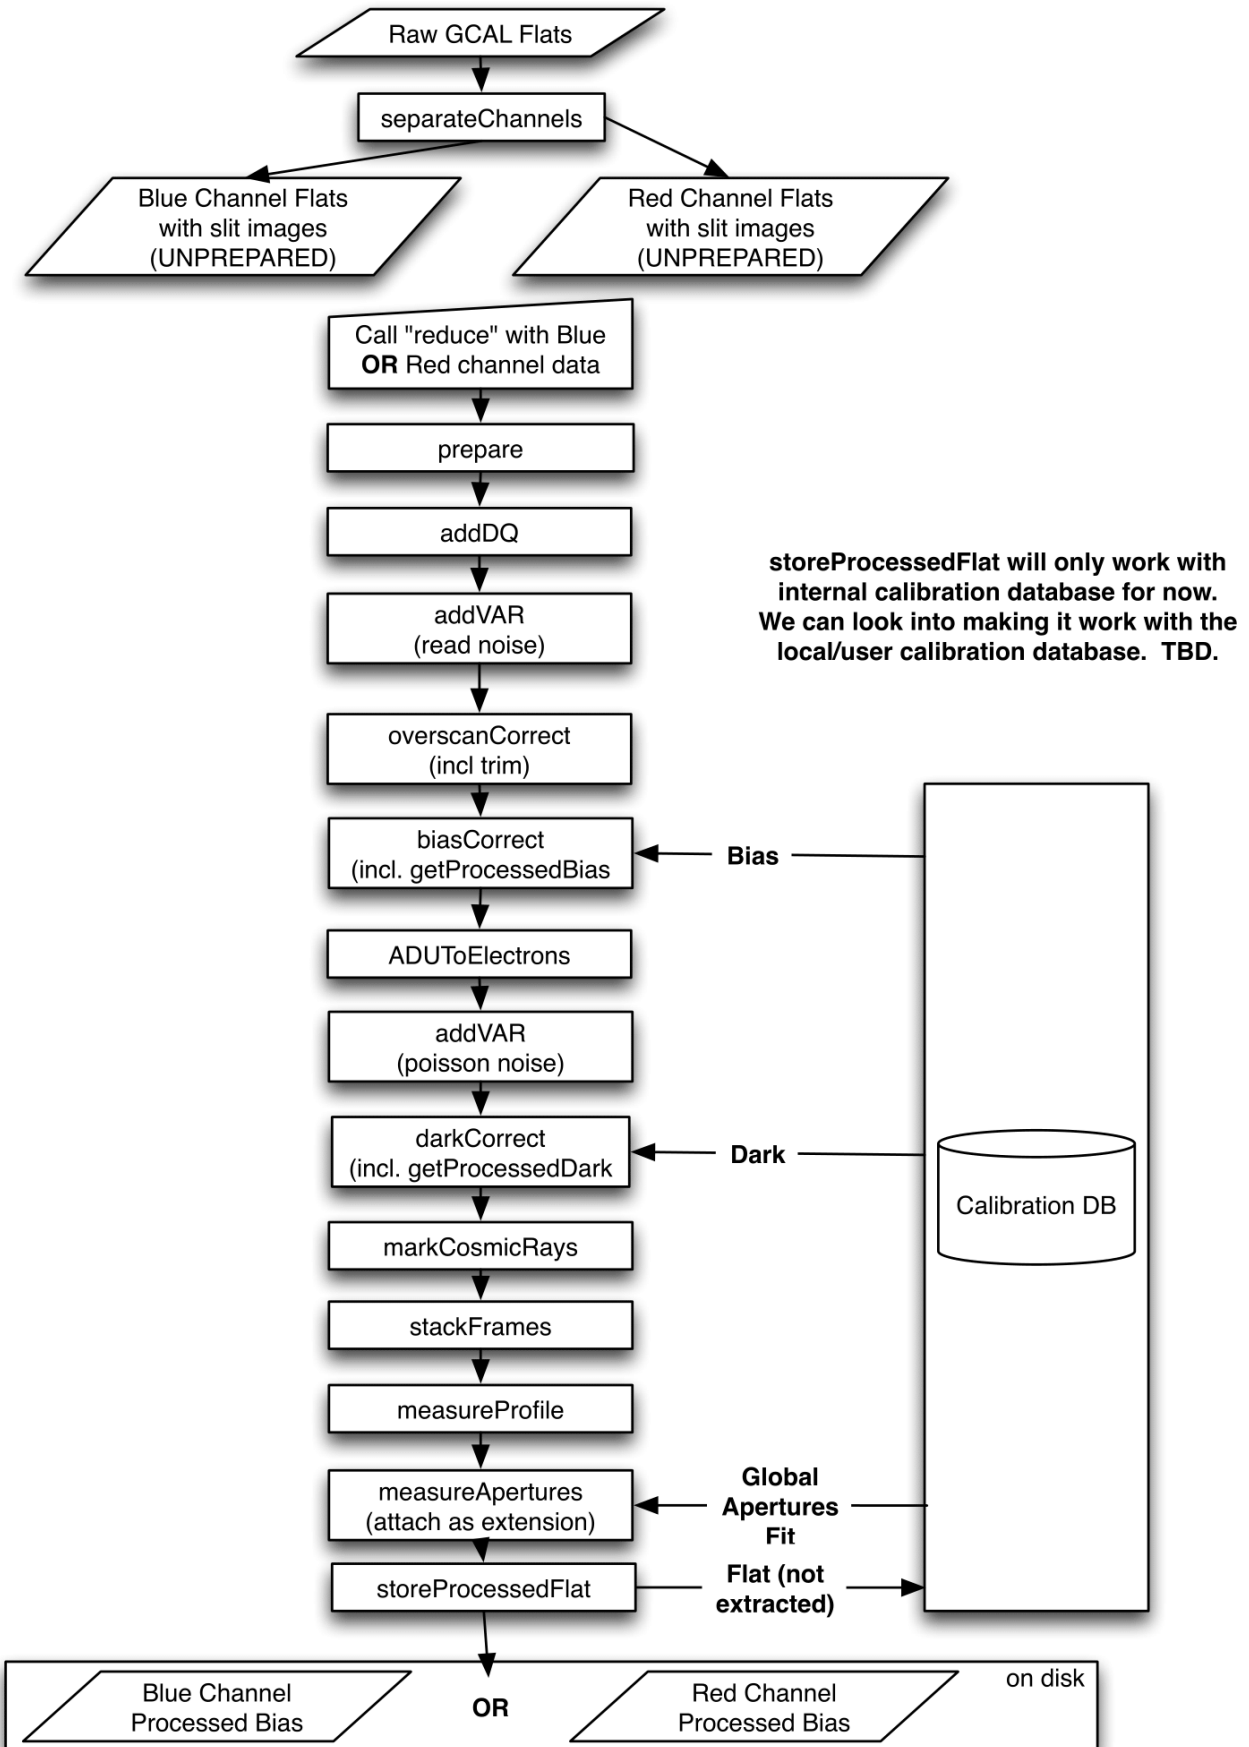 Raw GCAL Flats
separateChannels
Blue Channel Flats
with slit images
(UNPREPARED)
Red Channel Flats
with slit images
(UNPREPARED)
Call "reduce" with Blue
OR Red channel data
prepare
addDQ
addVAR
(read noise)
storeProcessedFlat will only work with
internal calibration database for now.
We can look into making it work with the
local/user calibration database.  TBD.
overscanCorrect
(incl trim)
biasCorrect
(incl. getProcessedBias
Bias
ADUToElectrons
addVAR
(poisson noise)
darkCorrect
(incl. getProcessedDark
Dark
Calibration DB
markCosmicRays
stackFrames
measureProfile
measureApertures
(attach as extension)
Global
Apertures
Fit
storeProcessedFlat
Flat (not
extracted)
on disk
Blue Channel
Processed Bias
OR
Red Channel
Processed Bias